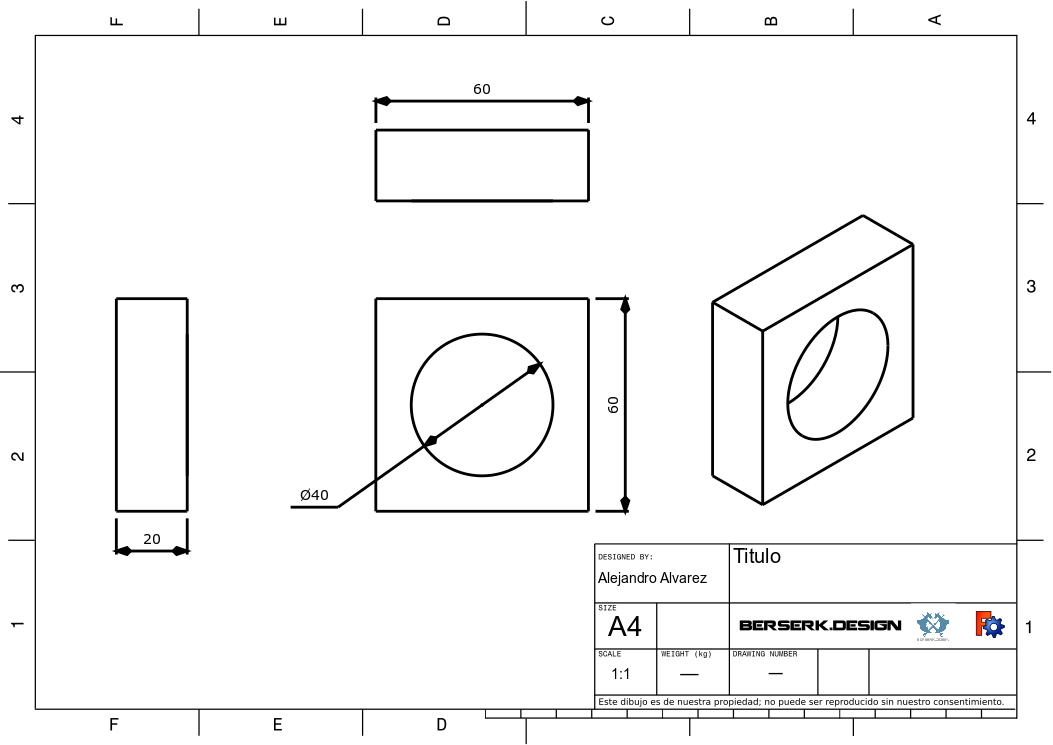 F E D C B A
4 4
60
3 3
60
2 2
Ø40
20
DESIGNED BY:
Alejandro Alvarez
Titulo
SIZE
A4
BERSERK.DESIGN
1 1
SCALE
1:1
WEIGHT (kg)
—
DRAWING NUMBER
—
Este dibujo es de nuestra propiedad; no puede ser reproducido sin nuestro consentimiento.
F E D